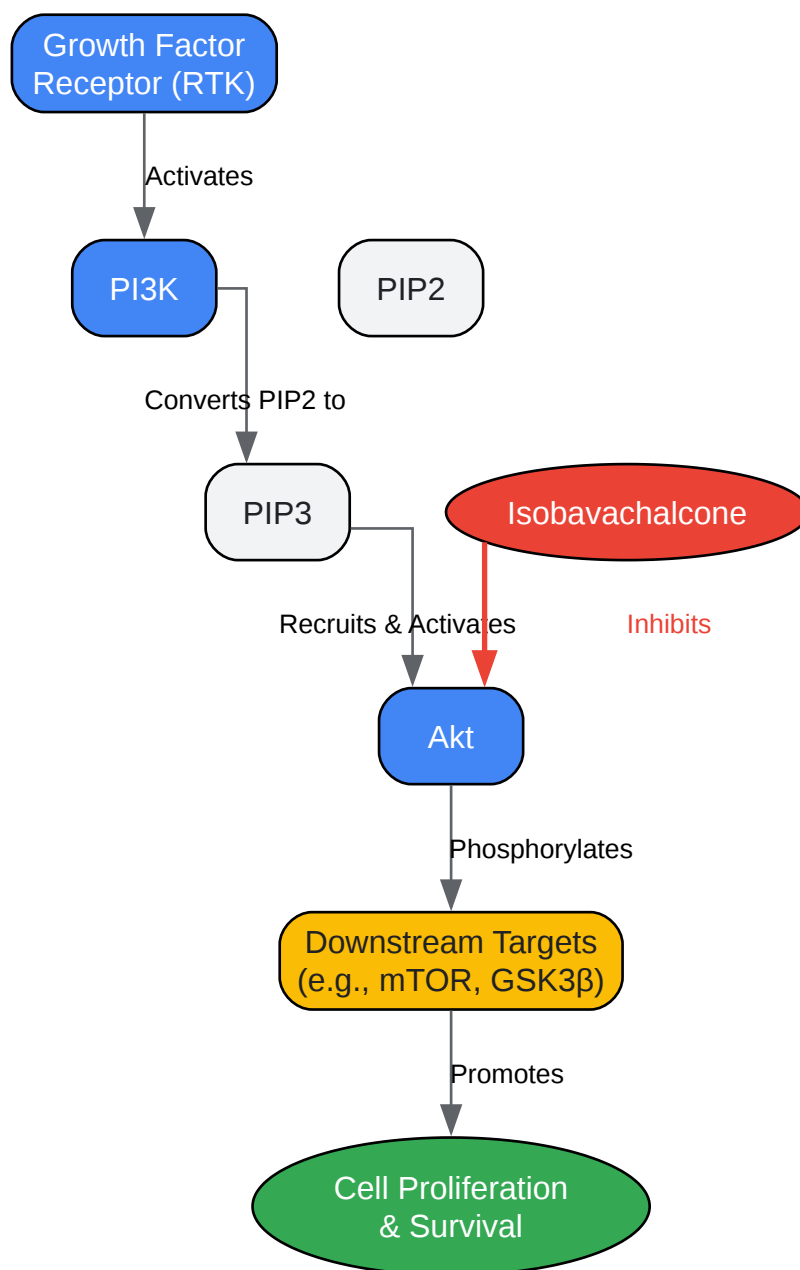 Growth Factor
Receptor (RTK)
Activates
PI3K
PIP2
Converts PIP2 to
PIP3
Isobavachalcone
Recruits & Activates
Inhibits
Akt
Phosphorylates
Downstream Targets
(e.g., mTOR, GSK3β)
Promotes
Cell Proliferation
& Survival